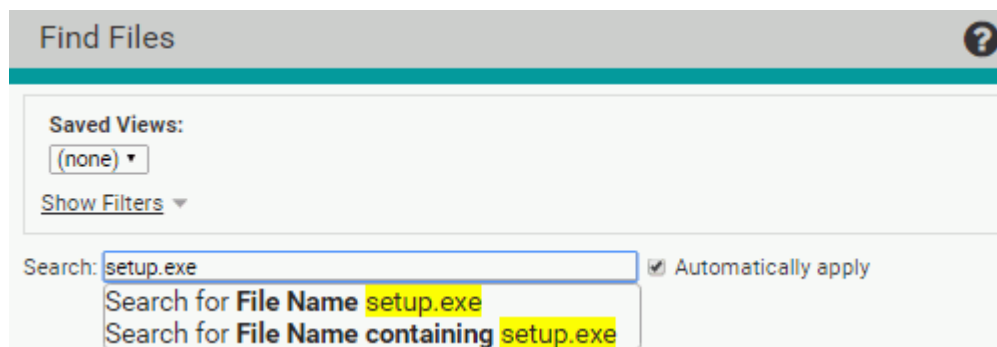 Find Files
?
Saved Views:
(none)
Show Filters
Search: setup.exe Automatically apply
Search for File Name setup.exe
Search for File Name containing setup.exe